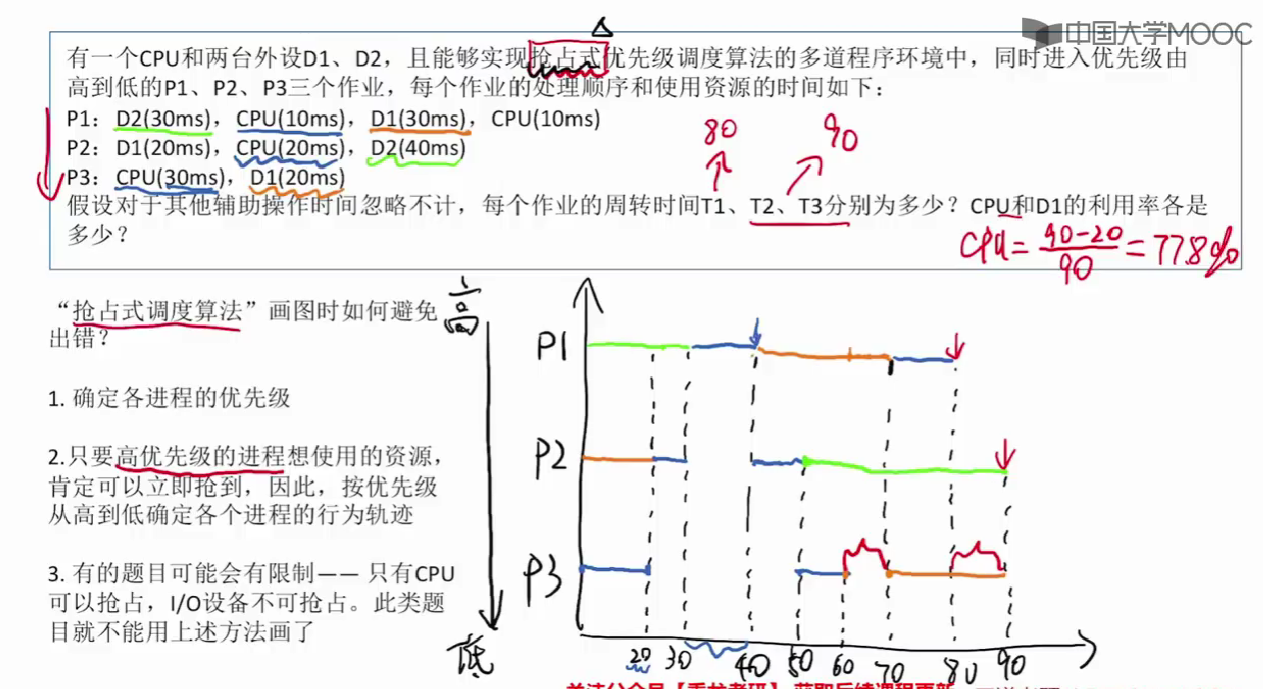 中国大学MOOC
有一个CPU和两台外设D1、D2，且能够实现抢占式优先级调度算法的多道程序环境中，同时进入优先级由
高到低的P1、P2、P3三个作业，每个作业的处理顺序和使用资源的时间如下：
P1：D2(30ms)，CPU(10ms)，D1(30ms)，CPU(10ms)
P2：D1(20ms)，CPU(20ms)，D2(40ms)
P3：CPU(30ms)，D1(20ms)
80
90
假设对于其他辅助操作时间忽略不计，每个作业的周转时间T1、T2、T3分别为多少？CPU和D1的利用率各是
多少？
CPU= 90-20/90 =77.8%
“抢占式调度算法”画图时如何避免
出错？
1. 确定各进程的优先级
2.只要高优先级的进程想使用的资源，
肯定可以立即抢到，因此，按优先级
从高到低确定各个进程的行为轨迹
3. 有的题目可能会有限制—— 只有CPU
可以抢占，I/O设备不可抢占。此类题
目就不能用上述方法画了
高
低
P1
P2
P3
20 30 40 50 60 70 80 90